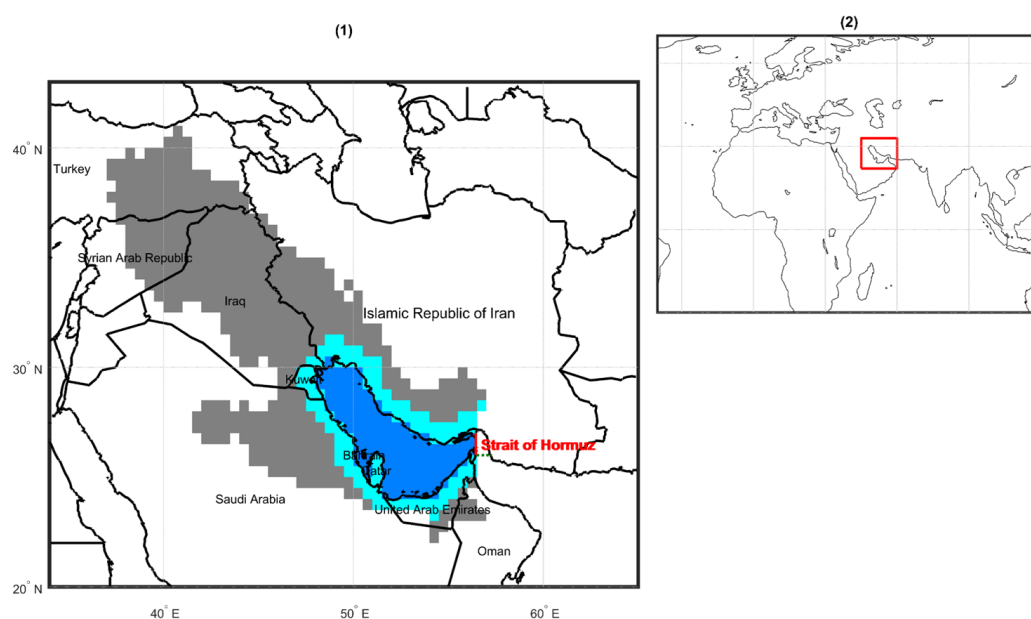 (1)
(2)
40° N
Turkey
Syrian Arab Republic
Iraq
Islamic Republic of Iran
30° N
Kuwait
Strait of Hormuz
Bahrain
Qatar
Saudi Arabia
United Arab Emirates
Oman
20° N
40° E
50° E
60° E